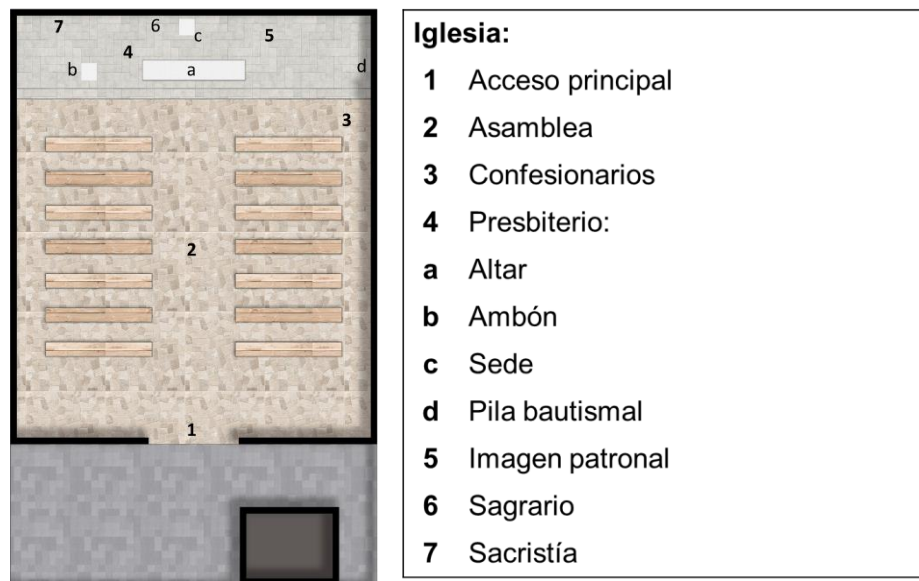 7 6 c 5
4
b a d
3
2
1
Iglesia:
1 Acceso principal
2 Asamblea
3 Confesionarios
4 Presbiterio:
a Altar
b Ambón
c Sede
d Pila bautismal
5 Imagen patronal
6 Sagrario
7 Sacristía